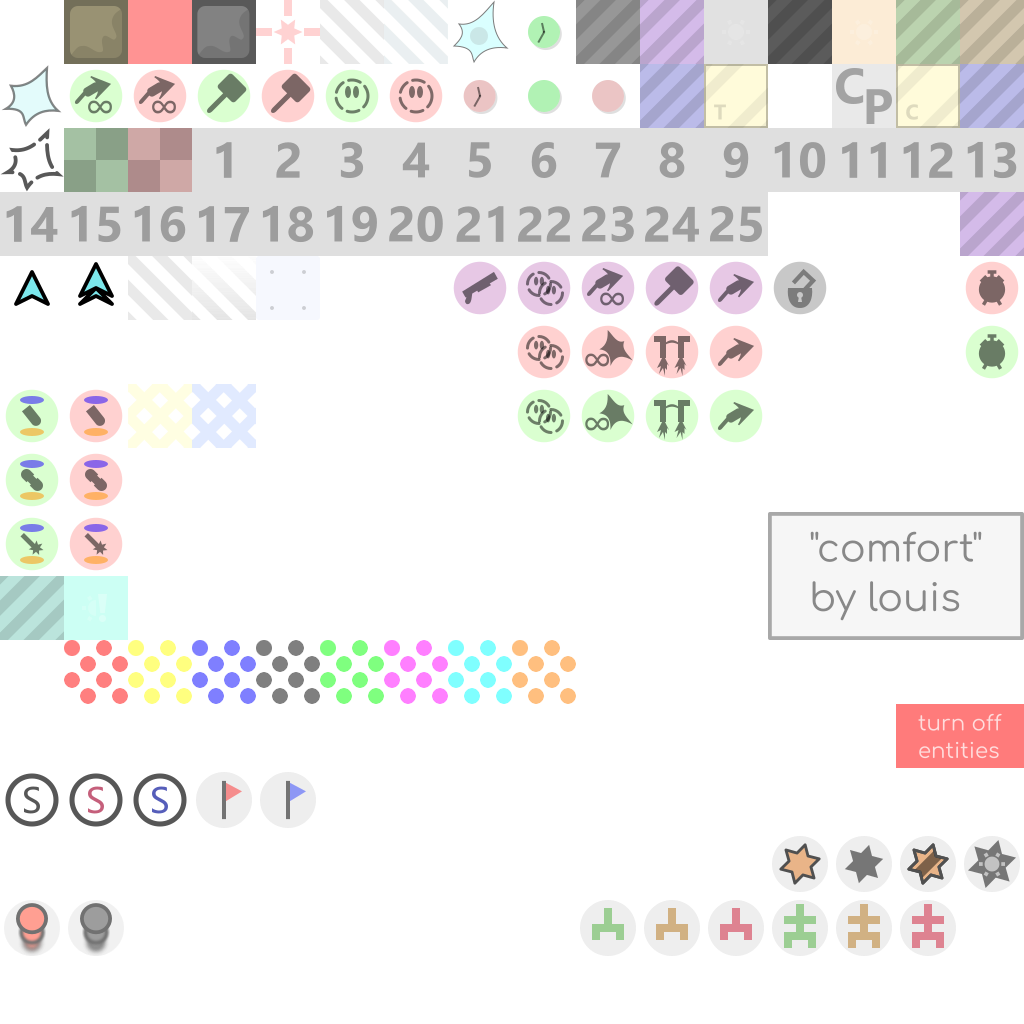 T
CP
C
1 2 3 4 5 6 7 8 9 10 11 12 13
14 15 16 17 18 19 20 21 22 23 24 25
"comfort"
by louis
turn off
entities
S S S